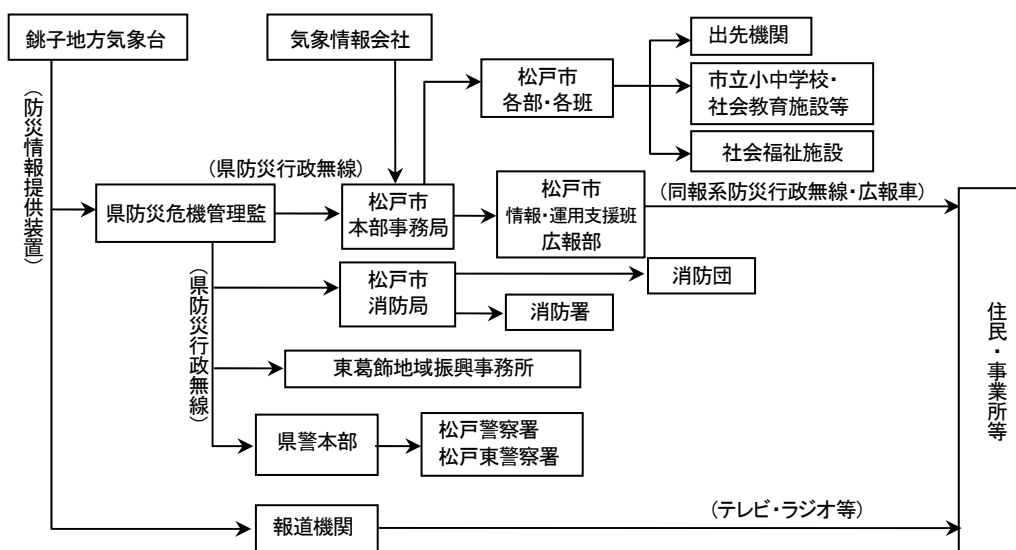 銚子地方気象台
気象情報会社
出先機関
松戸市
各部・各班
市立小中学校・
社会教育施設等
社会福祉施設
(防災情報提供装置)
(県防災行政無線)
県防災危機管理監
松戸市
本部事務局
松戸市
情報・運用支援班
広報部
(同報系防災行政無線・広報車)
(県防災行政無線)
松戸市
消防局
消防団
消防署
東葛飾地域振興事務所
県警本部
松戸警察署
松戸東警察署
報道機関
(テレビ・ラジオ等)
住民・事業所等